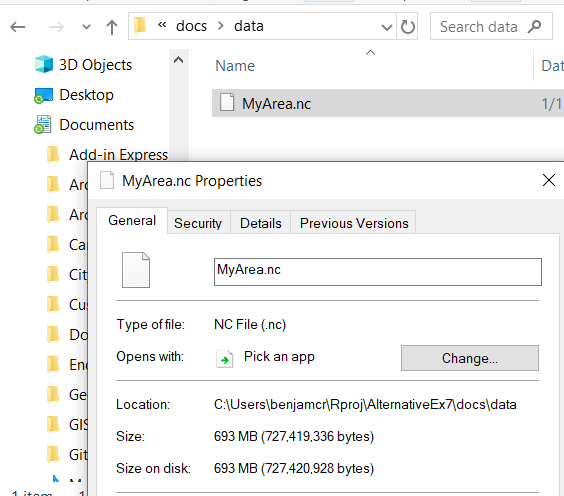 « docs › data
Search data
3D Objects
Desktop
Documents
Name
Dat
MyArea.nc
1/1
Add-in Express
Arc
Arc
Ca
City
Cus
Do
End
Ge
GIS
Git
1 item
MyArea.nc Properties
General
Security
Details
Previous Versions
MyArea.nc
Type of file:
NC File (.nc)
Opens with:
Pick an app
Change...
Location:
C:\Users\benjamcr\Rproj\AlternativeEx7\docs\data
Size:
693 MB (727,419,336 bytes)
Size on disk:
693 MB (727,420,928 bytes)